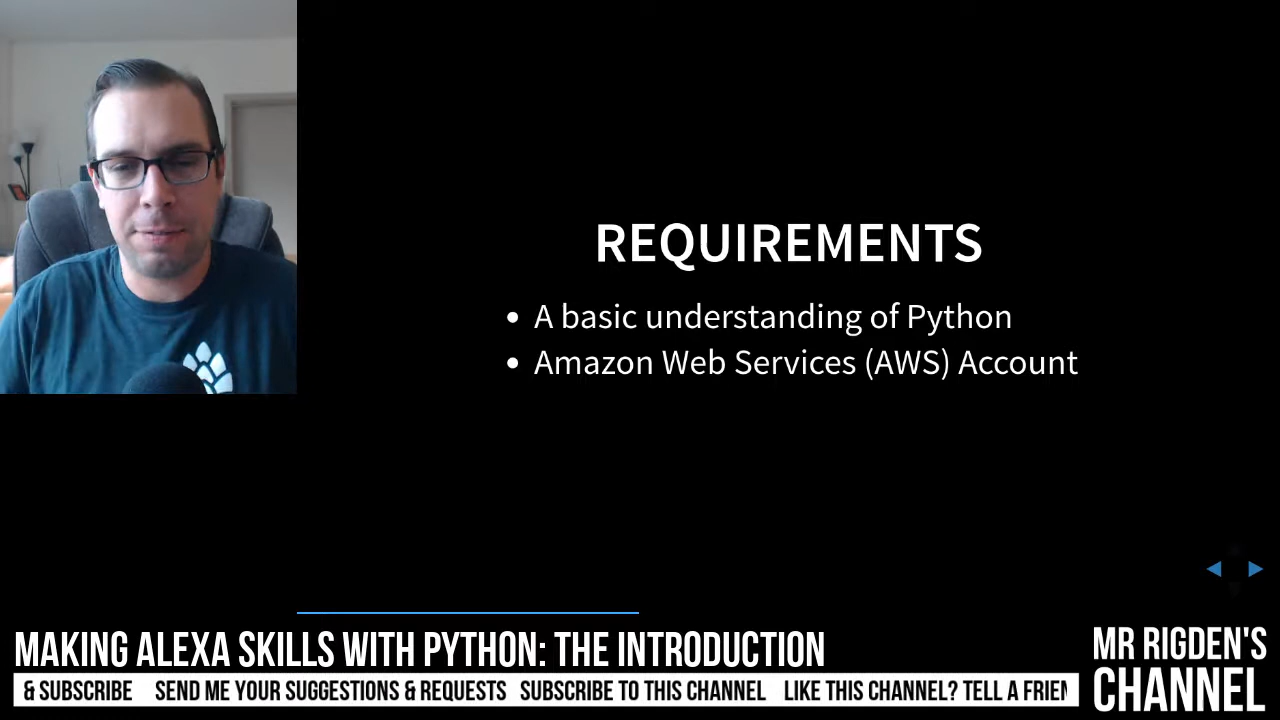 REQUIREMENTS
• A basic understanding of Python
• Amazon Web Services (AWS) Account
MAKING ALEXA SKILLS WITH PYTHON: THE INTRODUCTION
& SUBSCRIBE SEND ME YOUR SUGGESTIONS & REQUESTS SUBSCRIBE TO THIS CHANNEL LIKE THIS CHANNEL? TELL A
MR RIGDEN'S
CHANNEL